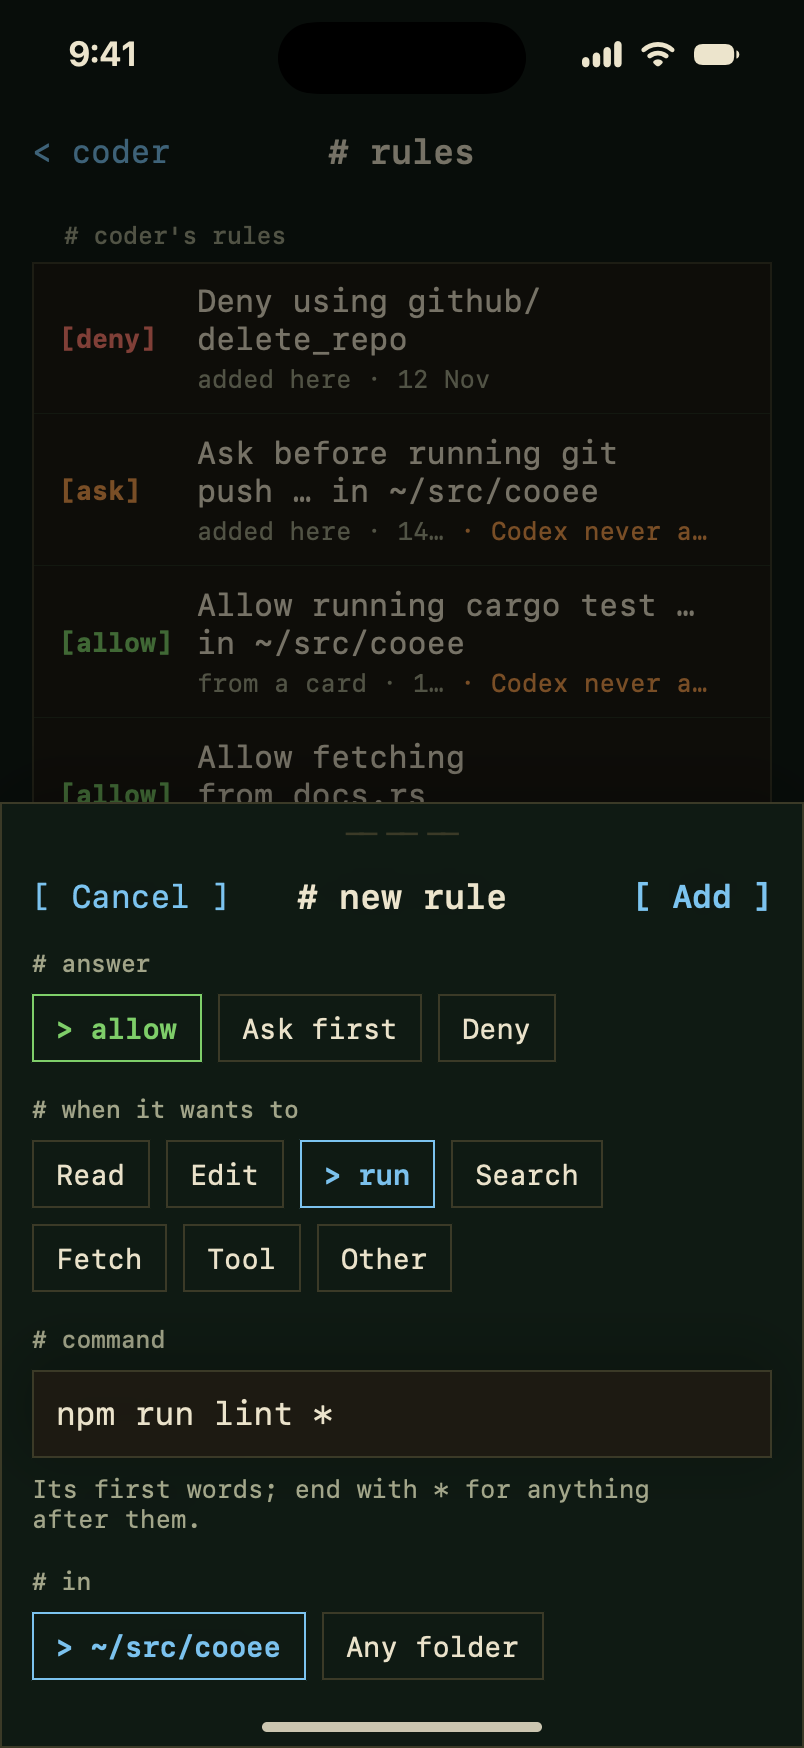 9:41
< coder
# rules
# coder's rules
[deny]
Deny using github/
delete_repo
added here · 12 Nov
[ask]
Ask before running git
push … in ~/src/cooee
added here · 14… · Codex never a…
[allow]
Allow running cargo test …
in ~/src/cooee
from a card · 1… · Codex never a…
[allow]
Allow fetching
from docs.rs
[ Cancel ]
# new rule
[ Add ]
# answer
> allow
Ask first
Deny
# when it wants to
Read
Edit
> run
Search
Fetch
Tool
Other
# command
npm run lint *
Its first words; end with * for anything
after them.
# in
> ~/src/cooee
Any folder